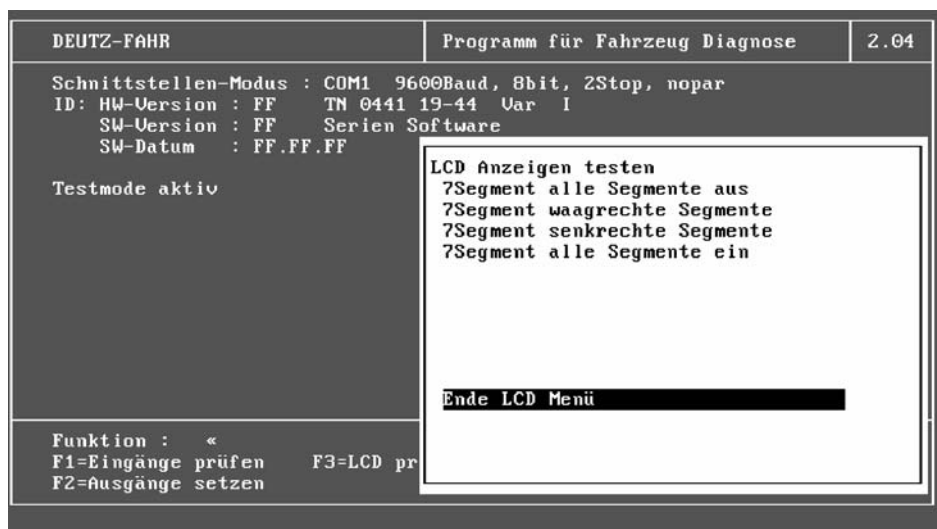 DEUTZ-FAHR
Programm für Fahrzeug Diagnose
2.04
Schnittstellen-Modus : COM1 9600Baud, 8bit, 2Stop, nopar
ID: HW-Version : FF TN 0441 19-44 Var I
SW-Version : FF Serien Software
SW-Datum : FF.FF.FF
Testmode aktiv
LCD Anzeigen testen
7Segment alle Segmente aus
7Segment waagrechte Segmente
7Segment senkrechte Segmente
7Segment alle Segmente ein
Ende LCD Menü
Funktion : «
F1=Eingänge prüfen F3=LCD pr
F2=Ausgänge setzen